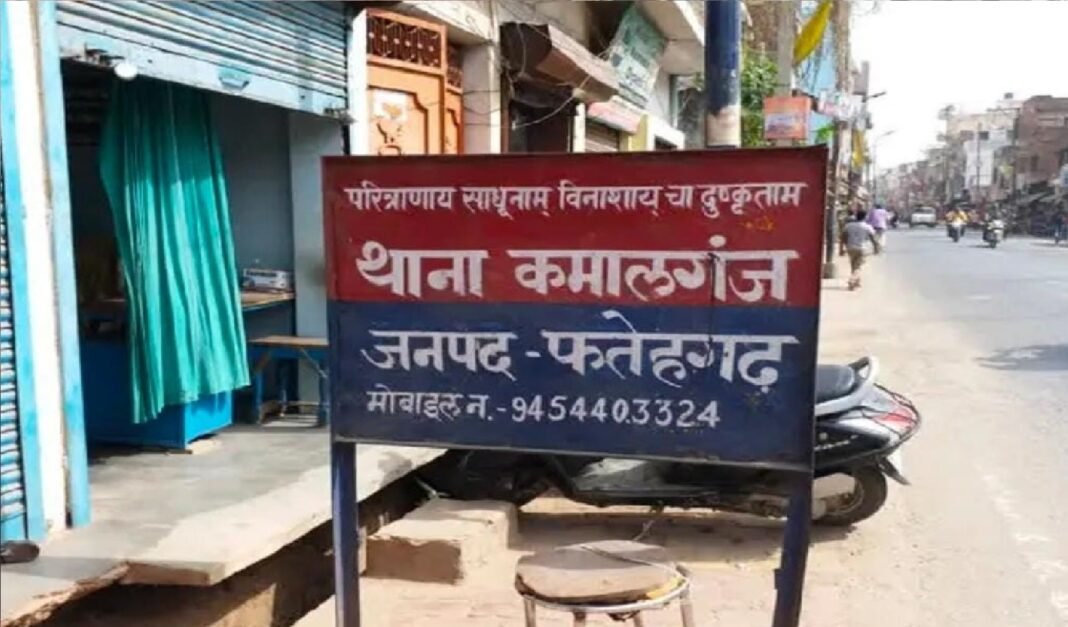 परित्राणाय साधूनाम् विनाशाय् चा दुष्कृताम
थाना कमालगंज
जनपद - फतेहगढ़
मोबाइल न. - 9454403324